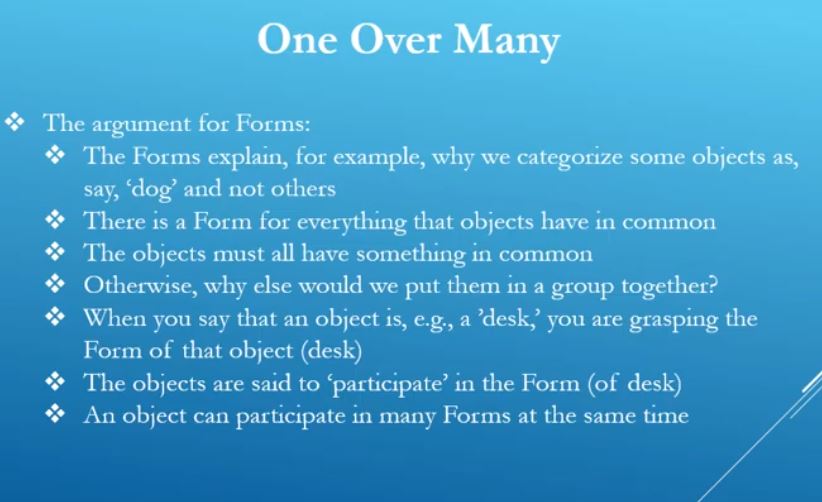 One Over Many
❖ The argument for Forms:
❖ The Forms explain, for example, why we categorize some objects as,
say, ‘dog’ and not others
❖ There is a Form for everything that objects have in common
❖ The objects must all have something in common
❖ Otherwise, why else would we put them in a group together?
❖ When you say that an object is, e.g., a ’desk,’ you are grasping the
Form of that object (desk)
❖ The objects are said to ‘participate’ in the Form (of desk)
❖ An object can participate in many Forms at the same time